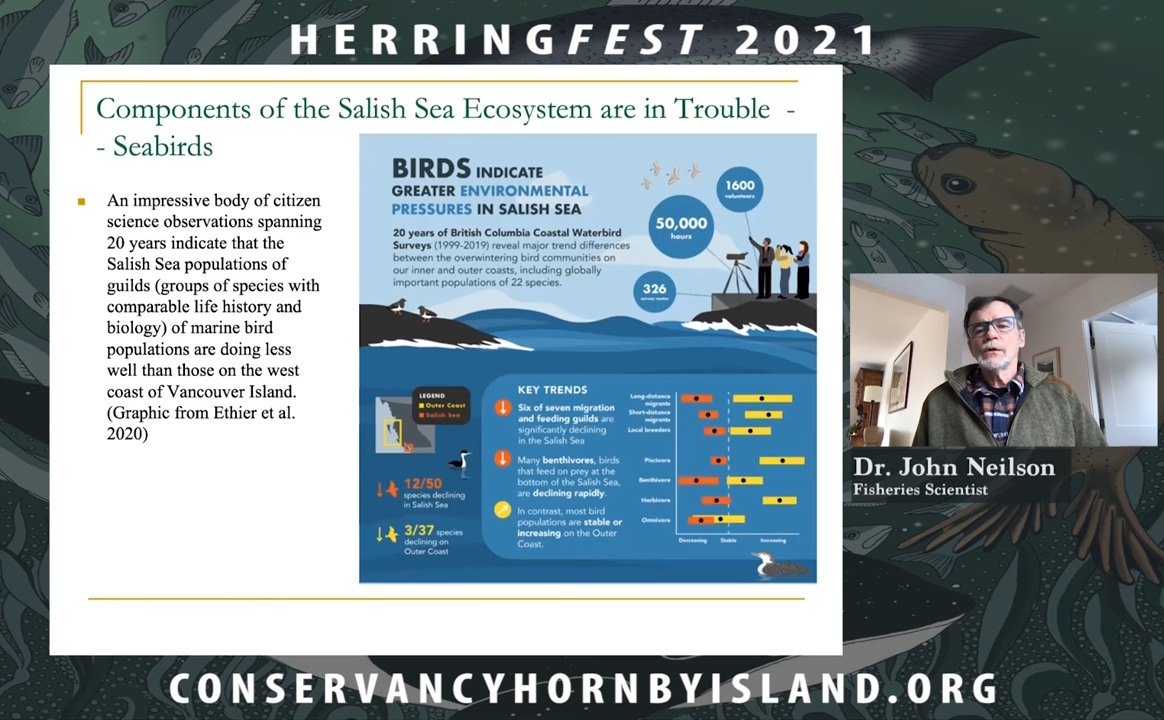 HERRINGFEST 2021
Components of the Salish Sea Ecosystem are in Trouble -
- Seabirds
An impressive body of citizen
science observations spanning
20 years indicate that the
Salish Sea populations of
guilds (groups of species with
comparable life history and
biology) of marine bird
populations are doing less
well than those on the west
coast of Vancouver Island.
(Graphic from Ethier et al.
2020)
BIRDS INDICATE
GREATER ENVIRONMENTAL
PRESSURES IN SALISH SEA
20 years of British Columbia Coastal Waterbird
Surveys (1999-2019) reveal major trend differences
between the overwintering bird communities on
our inner and outer coasts, including globally
important populations of 22 species.
1600
volunteers
50,000
hours
326
survey routes
LEGEND
Outer Coast
Salish Sea
12/50
species declining
in Salish Sea
3/37 species
declining on
Outer Coast
KEY TRENDS
Six of seven migration
and feeding guilds are
significantly declining
in the Salish Sea
Many benthivores, birds
that feed on prey at the
bottom of the Salish Sea,
are declining rapidly.
In contrast, most bird
populations are stable or
increasing on the Outer
Coast.
Long-distance
migrants
Short-distance
migrants
Local breeders
Piscivore
Benthivore
Herbivore
Omnivore
Decreasing
Stable
Increasing
Dr. John Neilson
Fisheries Scientist
CONSERVANCYHORNBYISLAND.ORG